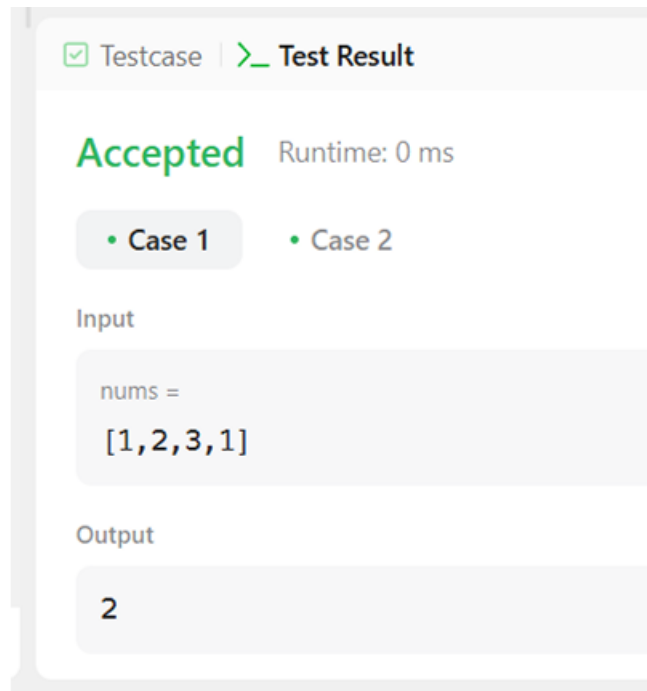 Testcase >_ Test Result
Accepted Runtime: 0 ms
• Case 1 • Case 2
Input
nums =
[1,2,3,1]
Output
2